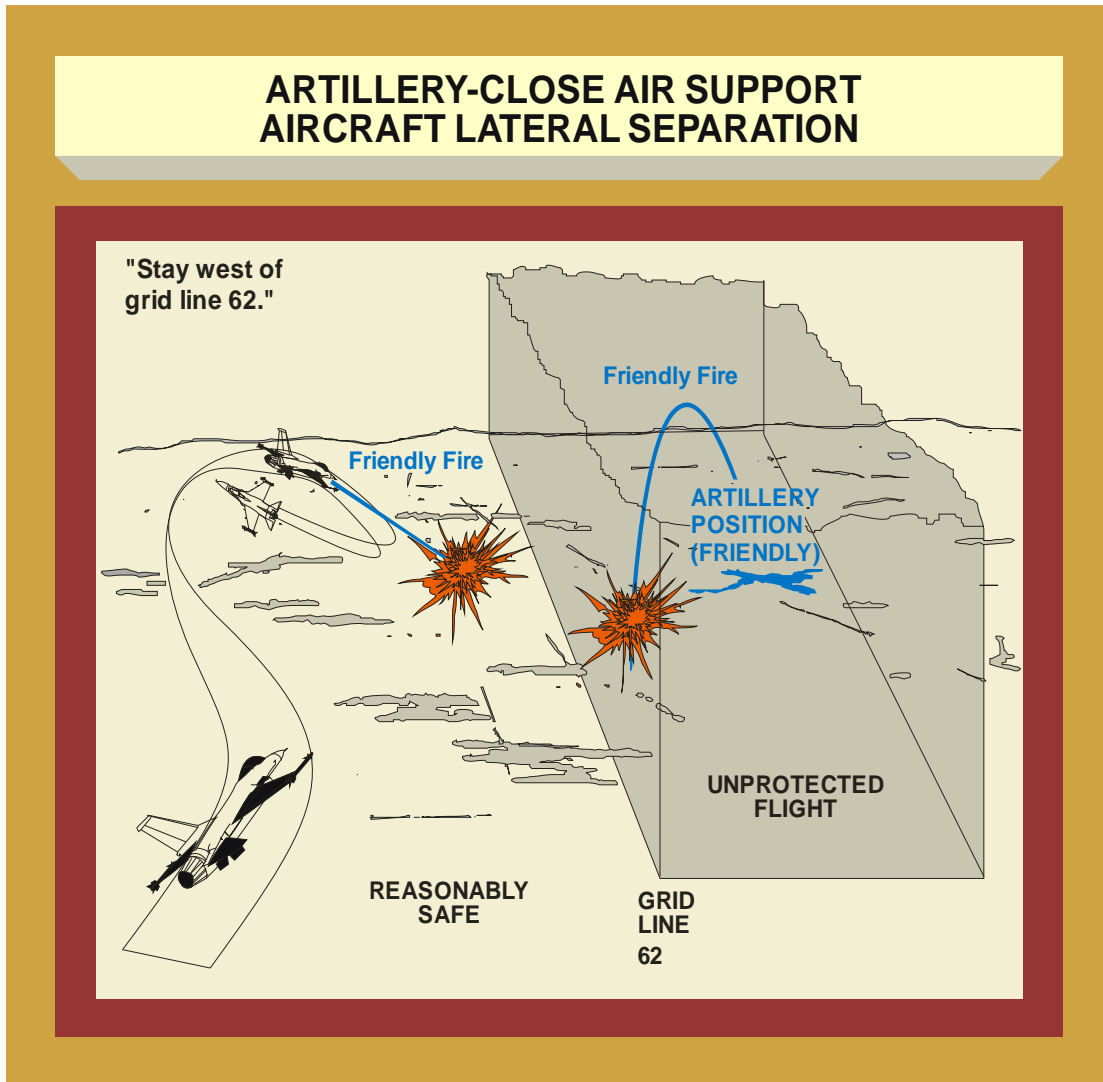 ARTILLERY-CLOSE AIR SUPPORT
AIRCRAFT LATERAL SEPARATION
"Stay west of
grid line 62."
Friendly Fire
Friendly Fire
ARTILLERY
POSITION
(FRIENDLY)
UNPROTECTED
FLIGHT
REASONABLY
SAFE
GRID
LINE
62